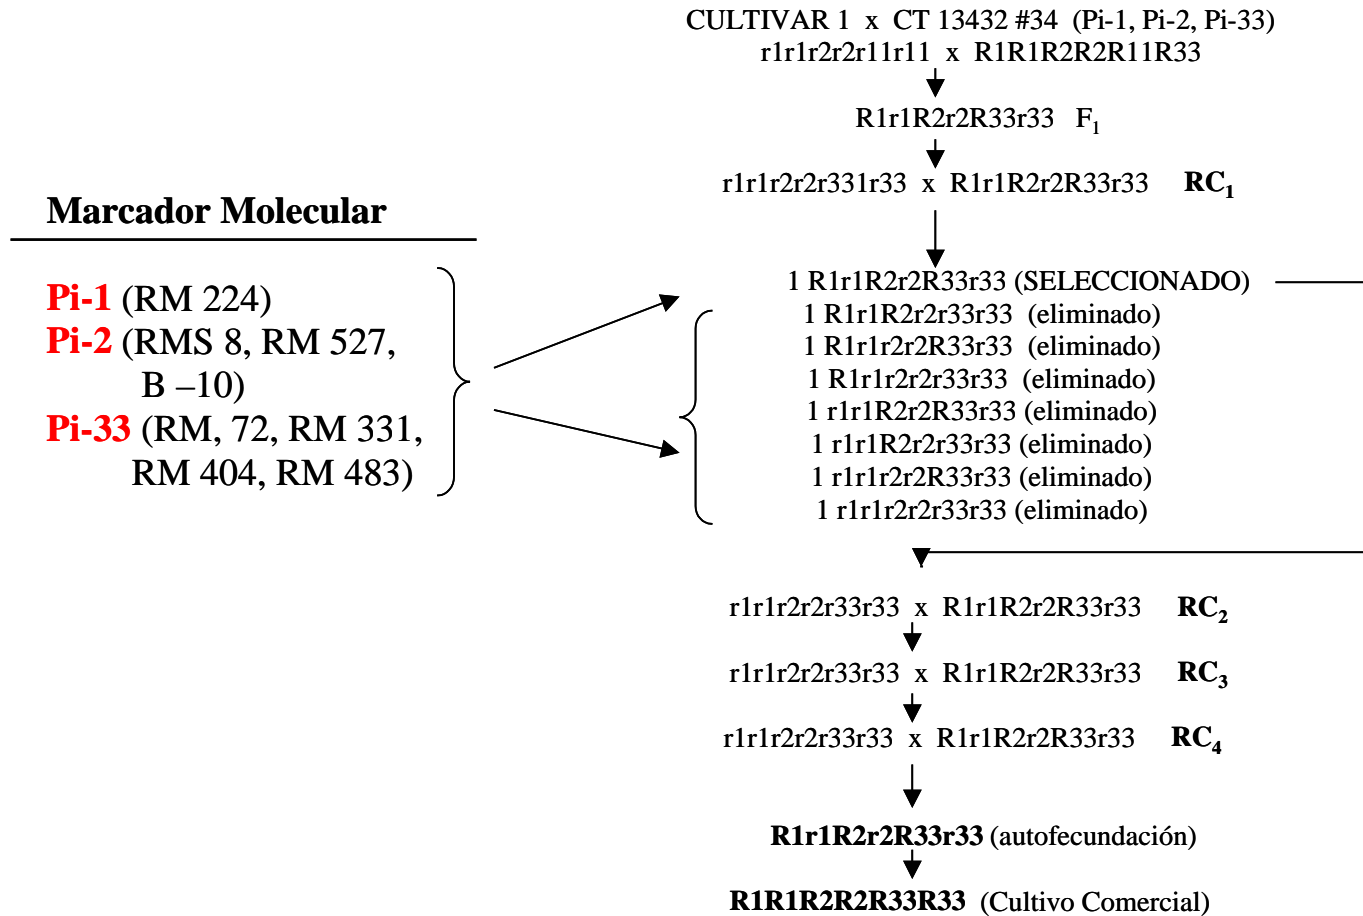 CULTIVAR 1 x CT 13432 #34 (Pi-1, Pi-2, Pi-33)
r1r1r2r2r11r11 x R1R1R2R2R11R33
R1r1R2r2R33r33 F1
r1r1r2r2r331r33 x R1r1R2r2R33r33 RC1
Marcador Molecular
Pi-1 (RM 224)
Pi-2 (RMS 8, RM 527,
B –10)
Pi-33 (RM, 72, RM 331,
RM 404, RM 483)
1 R1r1R2r2R33r33 (SELECCIONADO)
1 R1r1R2r2r33r33 (eliminado)
1 R1r1R2r2r33r33 (eliminado)
1 R1r1r2r2r33r33 (eliminado)
1 r1r1R2r2R33r33 (eliminado)
1 r1r1R2r2r33r33 (eliminado)
1 r1r1r2r2R33r33 (eliminado)
1 r1r1r2r2r33r33 (eliminado)
r1r1r2r2r33r33 x R1r1R2r2R33r33 RC2
r1r1r2r2r33r33 x R1r1R2r2R33r33 RC3
r1r1r2r2r33r33 x R1r1R2r2R33r33 RC4
R1r1R2r2R33r33 (autofecundación)
R1R1R2R2R33R33 (Cultivo Comercial)